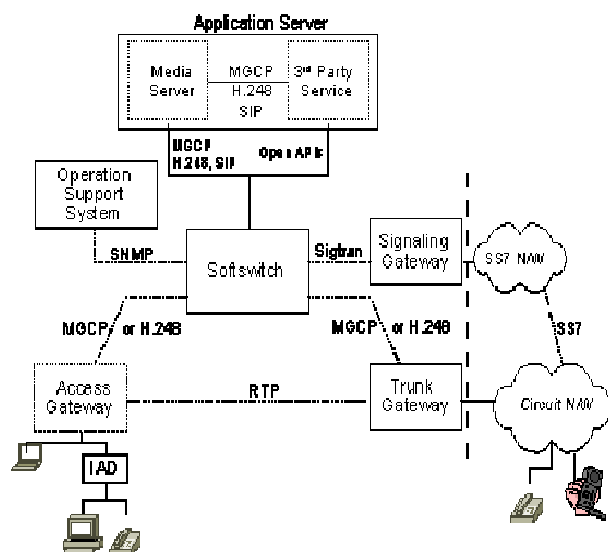 Application Server
Media
Server
MGCP
H.248
SIP
3rd Party
Service
MGCP
H.248, SIP
Open APIs
Operation
Support
System
SNMP
Softswitch
Sigtran
Signaling
Gateway
SS7 N/W
MGCP or H.248
MGCP or H.248
SS7
Access
Gateway
RTP
Trunk
Gateway
Circuit N/W
IAD